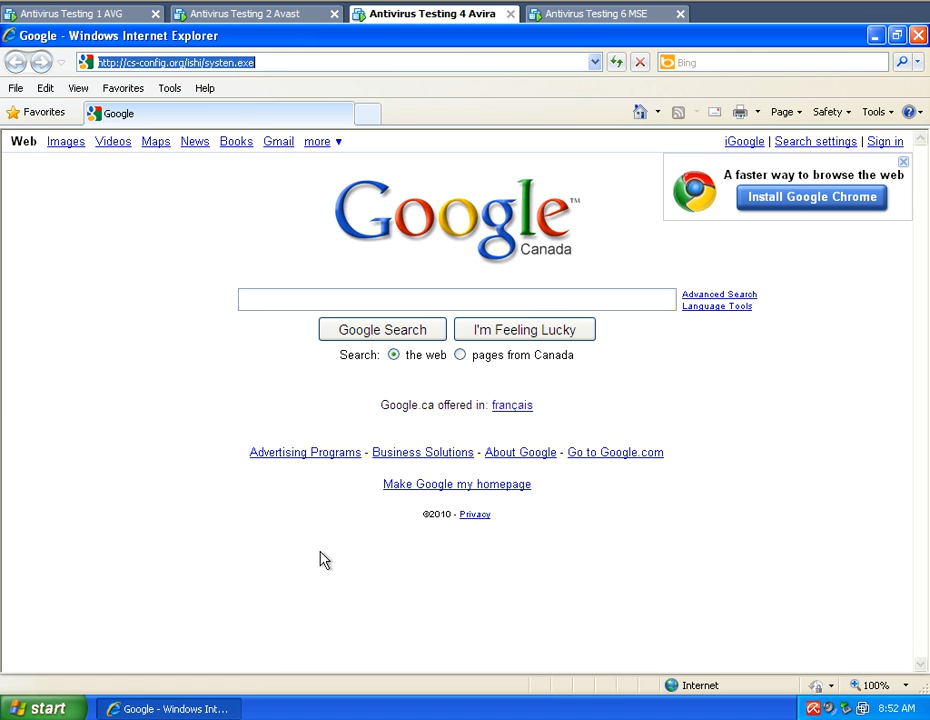 Antivirus Testing 1 AVG
Antivirus Testing 2 Avast
Antivirus Testing 4 Avira
Antivirus Testing 6 MSE
Google - Windows Internet Explorer
http://cs-config.org/ishi/systen.exe
Bing
File Edit View Favorites Tools Help
Favorites
Google
Page Safety Tools
Web Images Videos Maps News Books Gmail more ▼
iGoogle | Search settings | Sign in
A faster way to browse the web
Install Google Chrome
Google™
Canada
Advanced Search
Language Tools
Google Search
I'm Feeling Lucky
Search: the web pages from Canada
Google.ca offered in: français
Advertising Programs - Business Solutions - About Google - Go to Google.com
Make Google my homepage
©2010 - Privacy
Internet
100%
start
Google - Windows Int...
8:52 AM